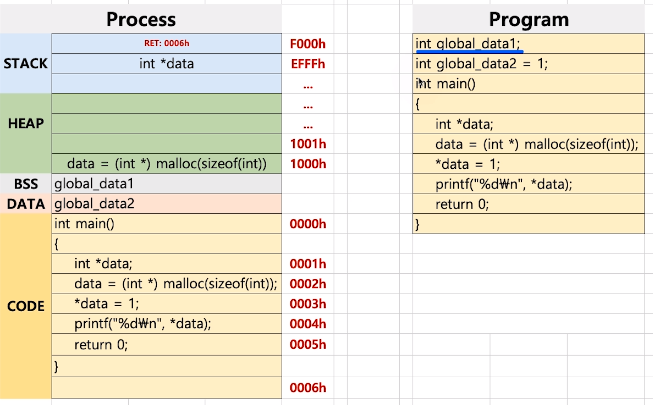 Process
Program
RET: 0006h
F000h
int global_data1;
STACK
int *data
EFFFh
int global_data2 = 1;
...
int main()
...
{
HEAP
...
int *data;
1001h
data = (int *) malloc(sizeof(int));
data = (int *) malloc(sizeof(int))
1000h
*data = 1;
BSS
global_data1
printf("%d₩n", *data);
DATA
global_data2
return 0;
int main()
0000h
}
{
int *data;
0001h
data = (int *) malloc(sizeof(int));
0002h
CODE
*data = 1;
0003h
printf("%d₩n", *data);
0004h
return 0;
0005h
}
0006h